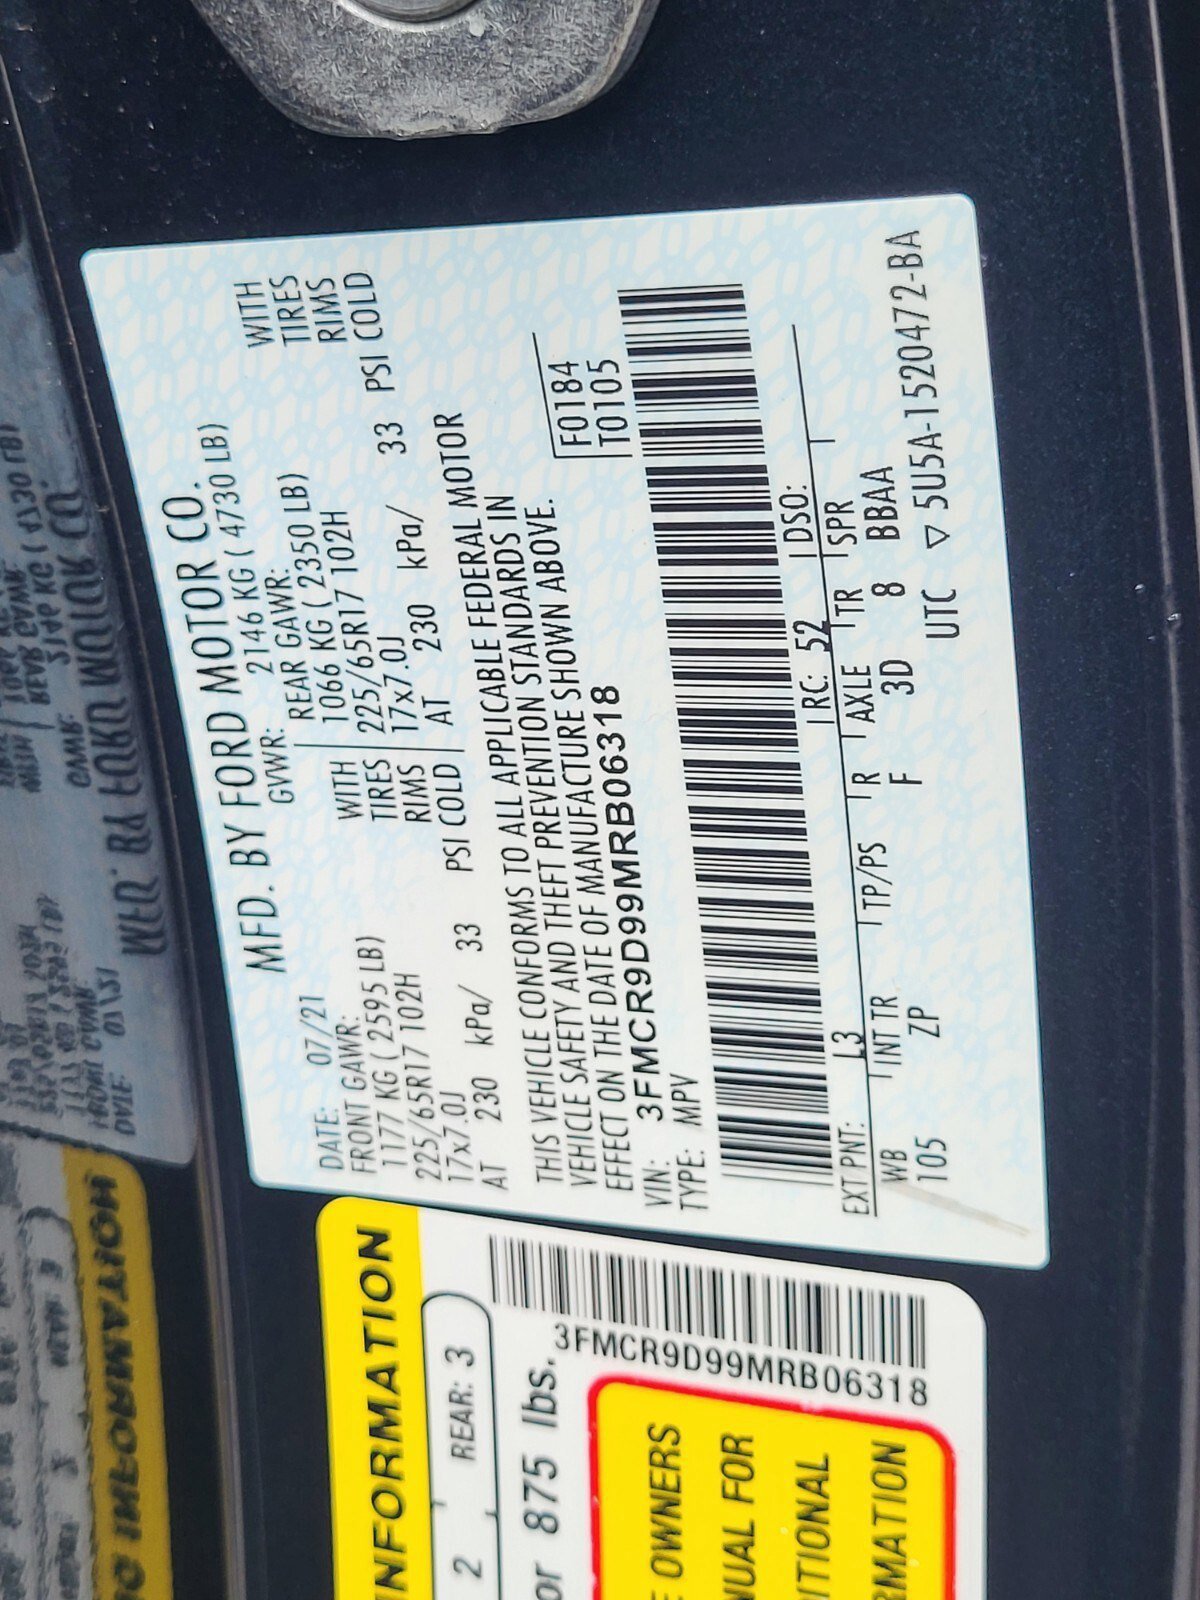 MFD. BY FORD MOTOR CO.
DATE: 07/21 GVWR: 2146 KG ( 4730 LB)
FRONT GAWR: REAR GAWR:
1177 KG ( 2595 LB) WITH 1066 KG ( 2350 LB) WITH
225/65R17 102H TIRES 225/65R17 102H TIRES
17x7.0J RIMS 17x7.0J RIMS
AT 230 kPa/ 33 PSI COLD AT 230 kPa/ 33 PSI COLD
THIS VEHICLE CONFORMS TO ALL APPLICABLE FEDERAL MOTOR
VEHICLE SAFETY AND THEFT PREVENTION STANDARDS IN
EFFECT ON THE DATE OF MANUFACTURE SHOWN ABOVE.
VIN: 3FMCR9D99MRB06318 F0184
TYPE: MPV T0105
EXT PNT: L3 RC: 52 DSO:
WB INT TR TP/PS R AXLE TR SPR
105 ZP F 3D 8 BBAA
UTC ▽ 5U5A-1520472-BA
INFORMATION
2 REAR: 3
or 875 lbs.
3FMCR9D99MRB06318
OWNERS
FOR